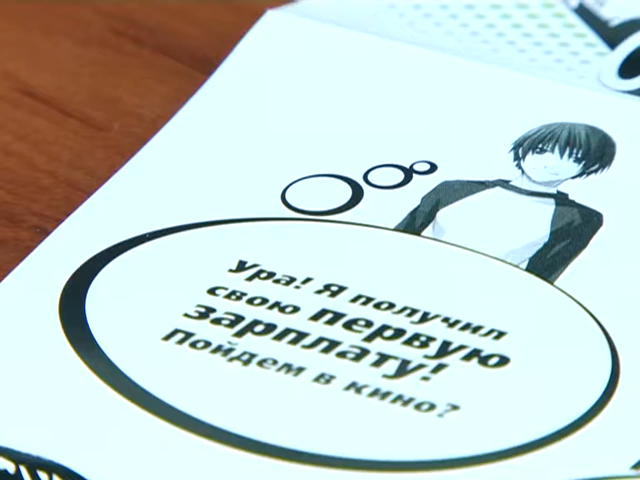 Ура! Я получил
свою первую
зарплату!
Пойдем в кино?